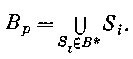 B_p = ⋃_{S_i ∈ B*} S_i.